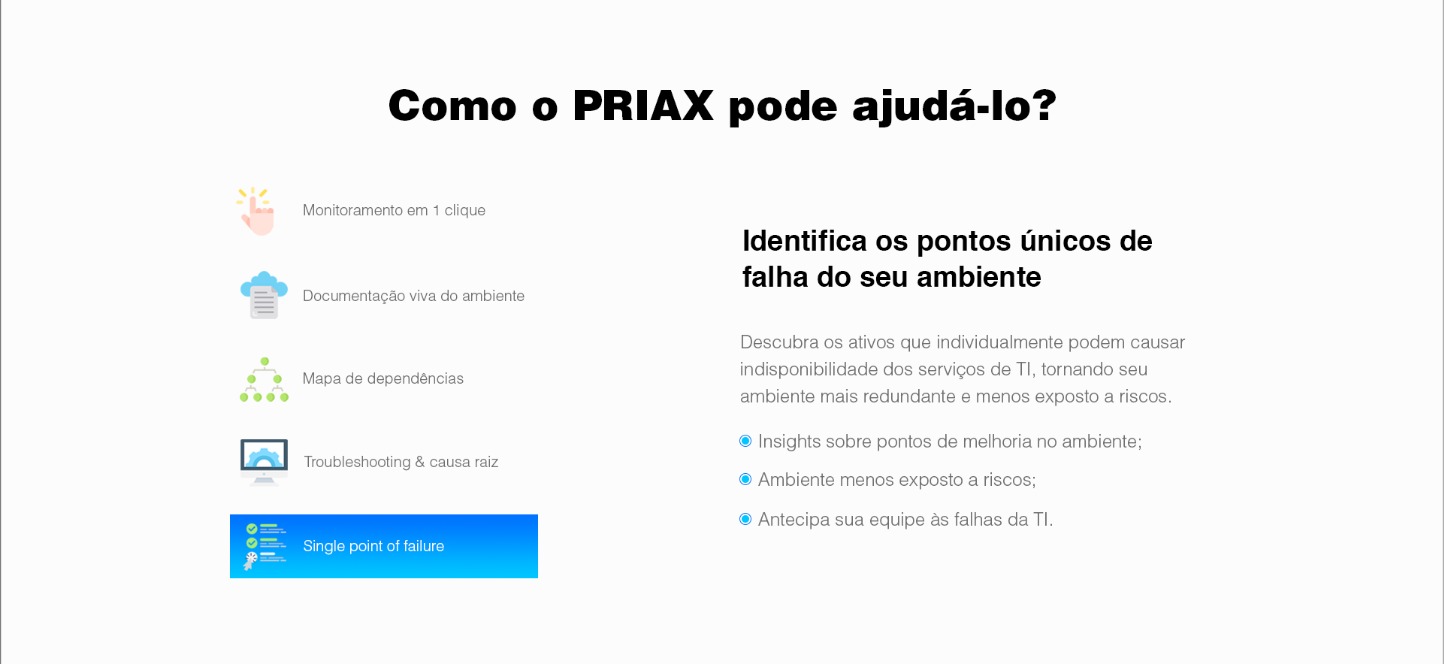 Como o PRIAX pode ajudá-lo?
Monitoramento em 1 clique
Documentação viva do ambiente
Mapa de dependências
Troubleshooting & causa raiz
Single point of failure
Identifica os pontos únicos de
falha do seu ambiente
Descubra os ativos que individualmente podem causar
indisponibilidade dos serviços de TI, tornando seu
ambiente mais redundante e menos exposto a riscos.
Insights sobre pontos de melhoria no ambiente;
Ambiente menos exposto a riscos;
Antecipa sua equipe às falhas da TI.